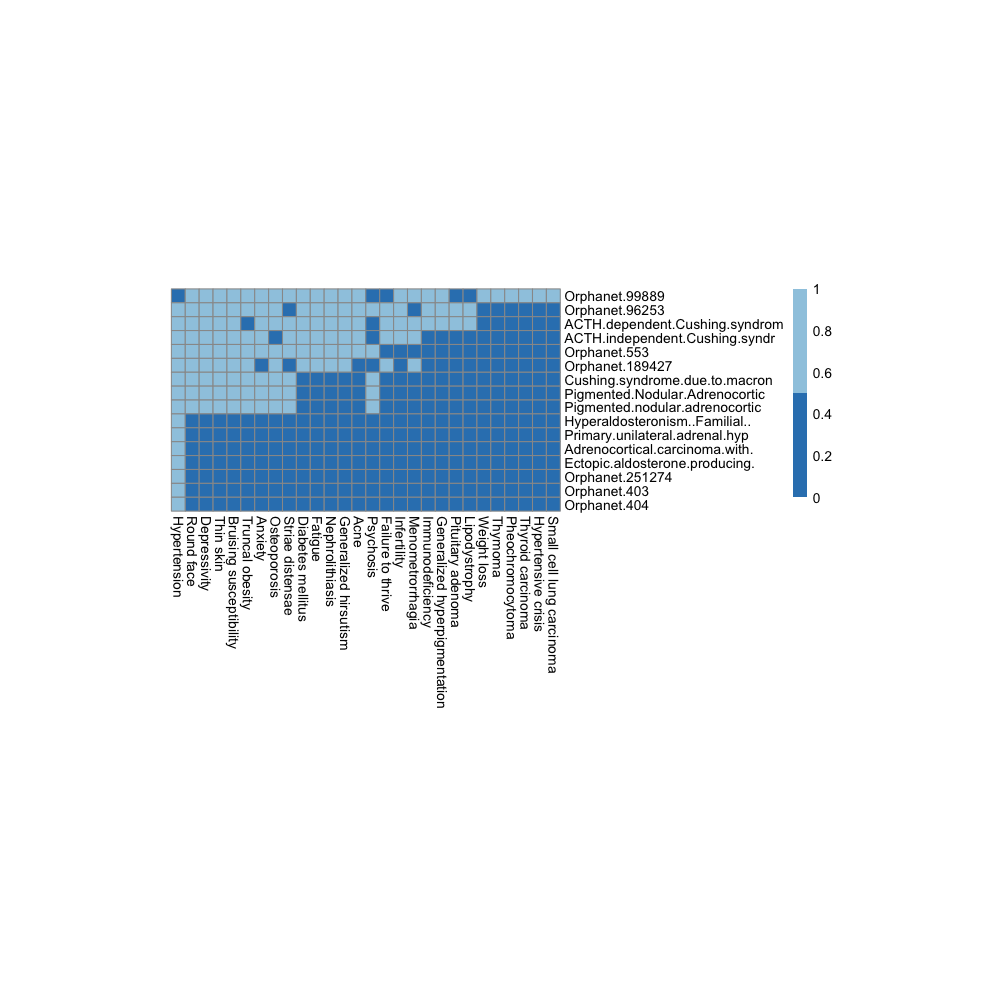 Orphanet.99889
Orphanet.96253
ACTH.dependent.Cushing.syndrom
ACTH.independent.Cushing.syndr
Orphanet.553
Orphanet.189427
Cushing.syndrome.due.to.macron
Pigmented.Nodular.Adrenocortic
Pigmented.nodular.adrenocortic
Hyperaldosteronism..Familial..
Primary.unilateral.adrenal.hyp
Adrenocortical.carcinoma.with.
Ectopic.aldosterone.producing.
Orphanet.251274
Orphanet.403
Orphanet.404
1
0.8
0.6
0.4
0.2
0
Hypertension
Round face
Depressivity
Thin skin
Bruising susceptibility
Truncal obesity
Anxiety
Osteoporosis
Striae distensae
Diabetes mellitus
Fatigue
Nephrolithiasis
Generalized hirsutism
Acne
Psychosis
Failure to thrive
Infertility
Menometrorrhagia
Immunodeficiency
Generalized hyperpigmentation
Pituitary adenoma
Lipodystrophy
Weight loss
Thymoma
Pheochromocytoma
Thyroid carcinoma
Hypertensive crisis
Small cell lung carcinoma